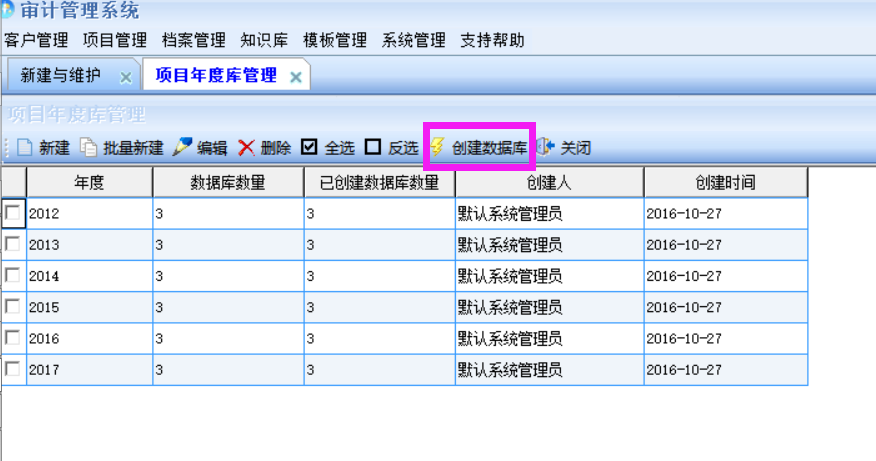 审计管理系统
客户管理 项目管理 档案管理 知识库 模板管理 系统管理 支持帮助
新建与维护 项目年度库管理
项目年度库管理
新建 批量新建 编辑 删除 全选 反选 创建数据库 关闭
年度 数据库数量 已创建数据库数量 创建人 创建时间
2012 3 3 默认系统管理员 2016-10-27
2013 3 3 默认系统管理员 2016-10-27
2014 3 3 默认系统管理员 2016-10-27
2015 3 3 默认系统管理员 2016-10-27
2016 3 3 默认系统管理员 2016-10-27
2017 3 3 默认系统管理员 2016-10-27